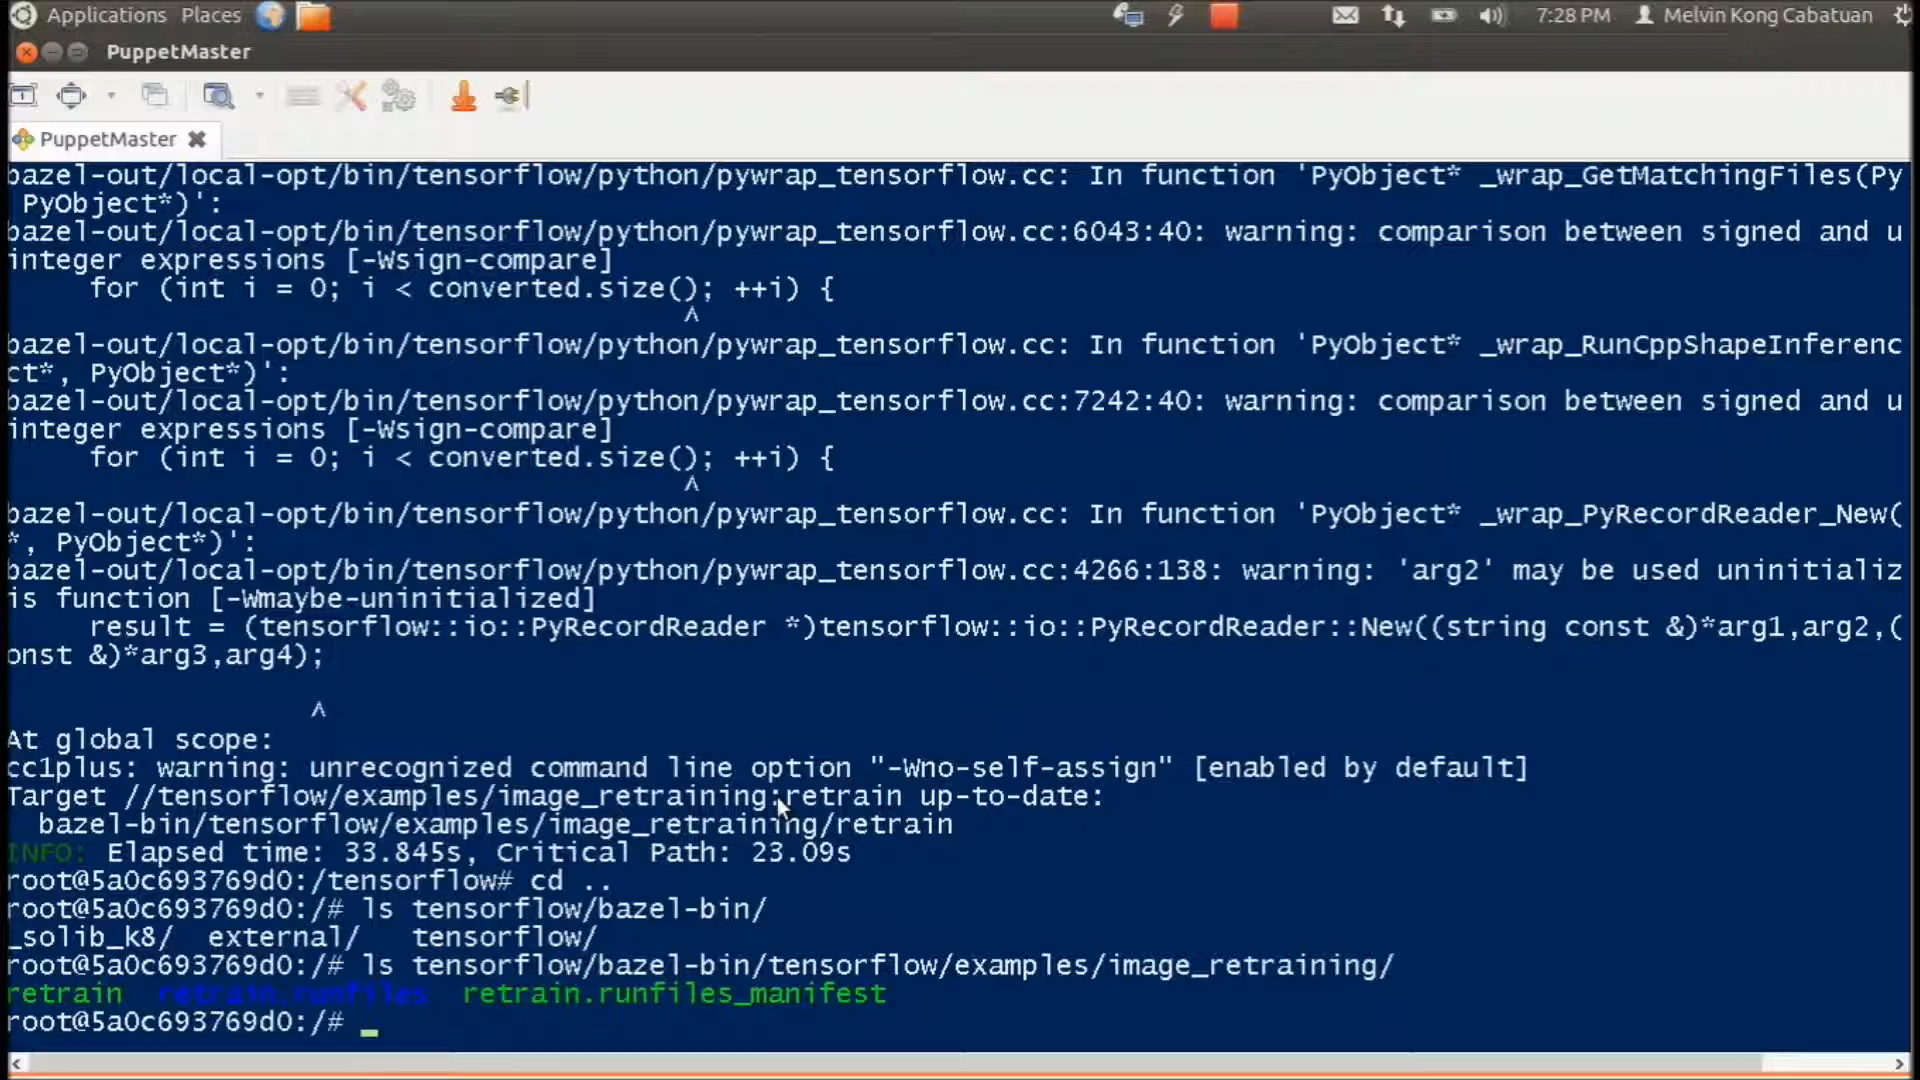 Applications Places 7:28 PM Melvin Kong Cabatuan
PuppetMaster
PuppetMaster
bazel-out/local-opt/bin/tensorflow/python/pywrap_tensorflow.cc: In function 'PyObject* _wrap_GetMatchingFiles(Py
PyObject*)':
bazel-out/local-opt/bin/tensorflow/python/pywrap_tensorflow.cc:6043:40: warning: comparison between signed and u
integer expressions [-Wsign-compare]
for (int i = 0; i < converted.size(); ++i) {
^
bazel-out/local-opt/bin/tensorflow/python/pywrap_tensorflow.cc: In function 'PyObject* _wrap_RunCppShapeInferenc
ct*, PyObject*)':
bazel-out/local-opt/bin/tensorflow/python/pywrap_tensorflow.cc:7242:40: warning: comparison between signed and u
integer expressions [-Wsign-compare]
for (int i = 0; i < converted.size(); ++i) {
^
bazel-out/local-opt/bin/tensorflow/python/pywrap_tensorflow.cc: In function 'PyObject* _wrap_PyRecordReader_New(
*, PyObject*)':
bazel-out/local-opt/bin/tensorflow/python/pywrap_tensorflow.cc:4266:138: warning: 'arg2' may be used uninitializ
is function [-Wmaybe-uninitialized]
result = (tensorflow::io::PyRecordReader *)tensorflow::io::PyRecordReader::New((string const &)*arg1,arg2,(
onst &)*arg3,arg4);
^
At global scope:
cc1plus: warning: unrecognized command line option "-Wno-self-assign" [enabled by default]
Target //tensorflow/examples/image_retraining:retrain up-to-date:
bazel-bin/tensorflow/examples/image_retraining/retrain
INFO: Elapsed time: 33.845s, Critical Path: 23.09s
root@5a0c693769d0:/tensorflow# cd ..
root@5a0c693769d0:/# ls tensorflow/bazel-bin/
_solib_k8/ external/ tensorflow/
root@5a0c693769d0:/# ls tensorflow/bazel-bin/tensorflow/examples/image_retraining/
retrain retrain.runfiles retrain.runfiles_manifest
root@5a0c693769d0:/# _